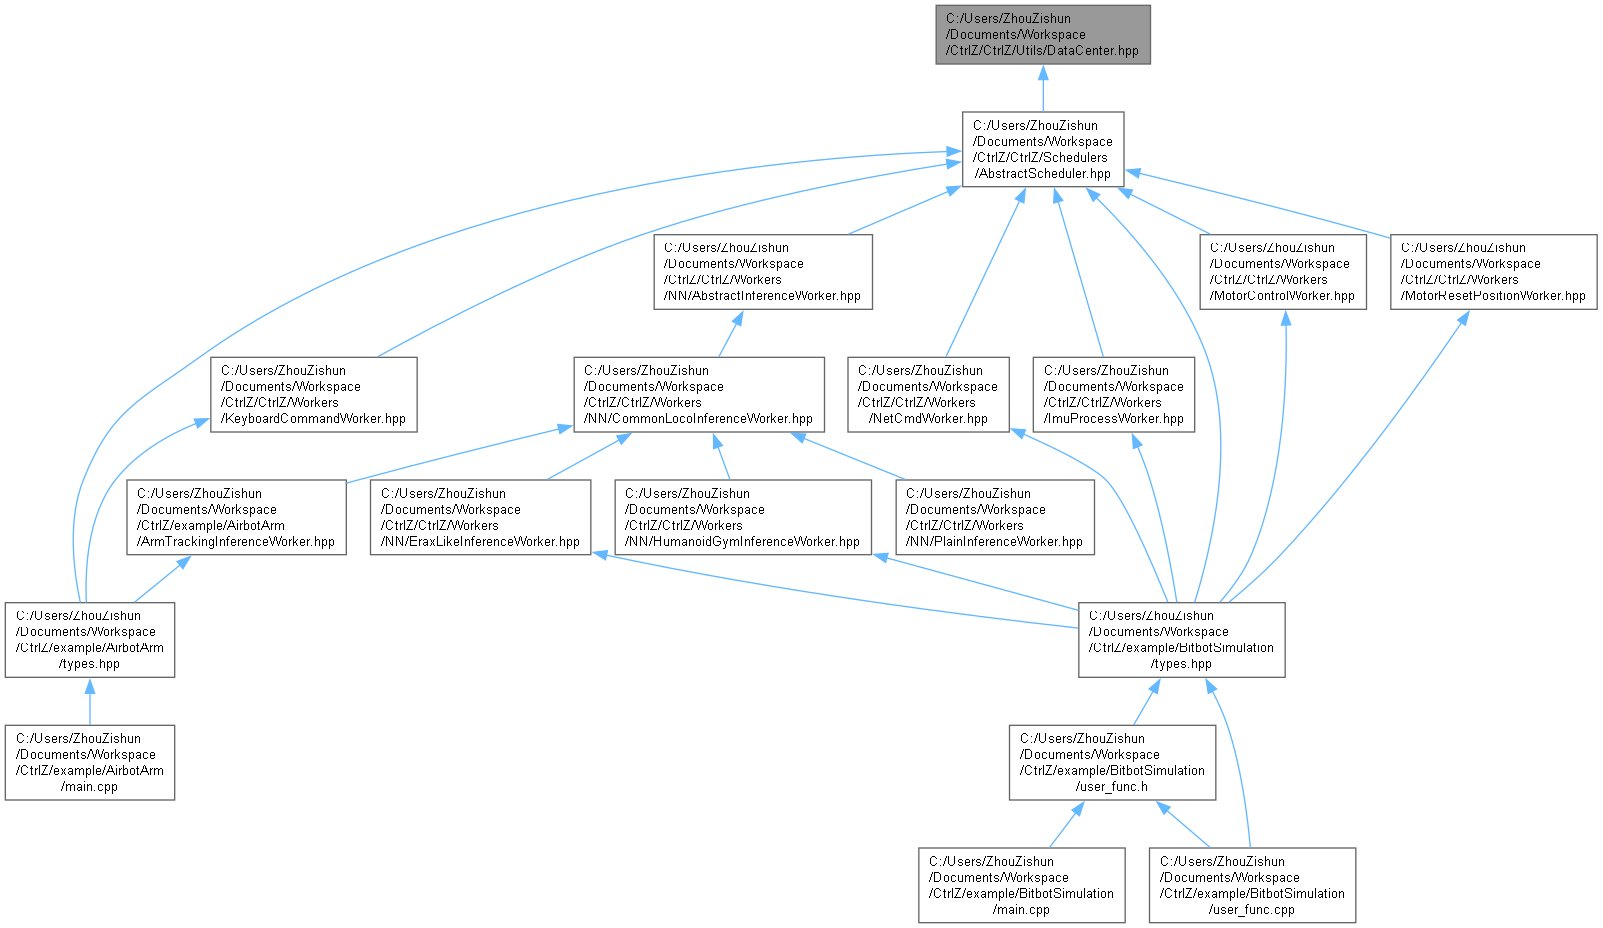 C:/Users/ZhouZishun
/Documents/Workspace
/CtrlZ/CtrlZ/Utils/DataCenter.hpp
C:/Users/ZhouZishun
/Documents/Workspace
/CtrlZ/CtrlZ/Schedulers
/AbstractScheduler.hpp
C:/Users/ZhouZishun
/Documents/Workspace
/CtrlZ/CtrlZ/Workers
/NN/AbstractInferenceWorker.hpp
C:/Users/ZhouZishun
/Documents/Workspace
/CtrlZ/CtrlZ/Workers
/MotorControlWorker.hpp
C:/Users/ZhouZishun
/Documents/Workspace
/CtrlZ/CtrlZ/Workers
/MotorResetPositionWorker.hpp
C:/Users/ZhouZishun
/Documents/Workspace
/CtrlZ/CtrlZ/Workers
/KeyboardCommandWorker.hpp
C:/Users/ZhouZishun
/Documents/Workspace
/CtrlZ/CtrlZ/Workers
/NN/CommonLocoInferenceWorker.hpp
C:/Users/ZhouZishun
/Documents/Workspace
/CtrlZ/CtrlZ/Workers
/NetCmdWorker.hpp
C:/Users/ZhouZishun
/Documents/Workspace
/CtrlZ/CtrlZ/Workers
/ImuProcessWorker.hpp
C:/Users/ZhouZishun
/Documents/Workspace
/CtrlZ/example/AirbotArm
/ArmTrackingInferenceWorker.hpp
C:/Users/ZhouZishun
/Documents/Workspace
/CtrlZ/CtrlZ/Workers
/NN/EraxLikeInferenceWorker.hpp
C:/Users/ZhouZishun
/Documents/Workspace
/CtrlZ/CtrlZ/Workers
/NN/HumanoidGymInferenceWorker.hpp
C:/Users/ZhouZishun
/Documents/Workspace
/CtrlZ/CtrlZ/Workers
/NN/PlainInferenceWorker.hpp
C:/Users/ZhouZishun
/Documents/Workspace
/CtrlZ/example/AirbotArm
/types.hpp
C:/Users/ZhouZishun
/Documents/Workspace
/CtrlZ/example/BitbotSimulation
/types.hpp
C:/Users/ZhouZishun
/Documents/Workspace
/CtrlZ/example/AirbotArm
/main.cpp
C:/Users/ZhouZishun
/Documents/Workspace
/CtrlZ/example/BitbotSimulation
/user_func.h
C:/Users/ZhouZishun
/Documents/Workspace
/CtrlZ/example/BitbotSimulation
/main.cpp
C:/Users/ZhouZishun
/Documents/Workspace
/CtrlZ/example/BitbotSimulation
/user_func.cpp